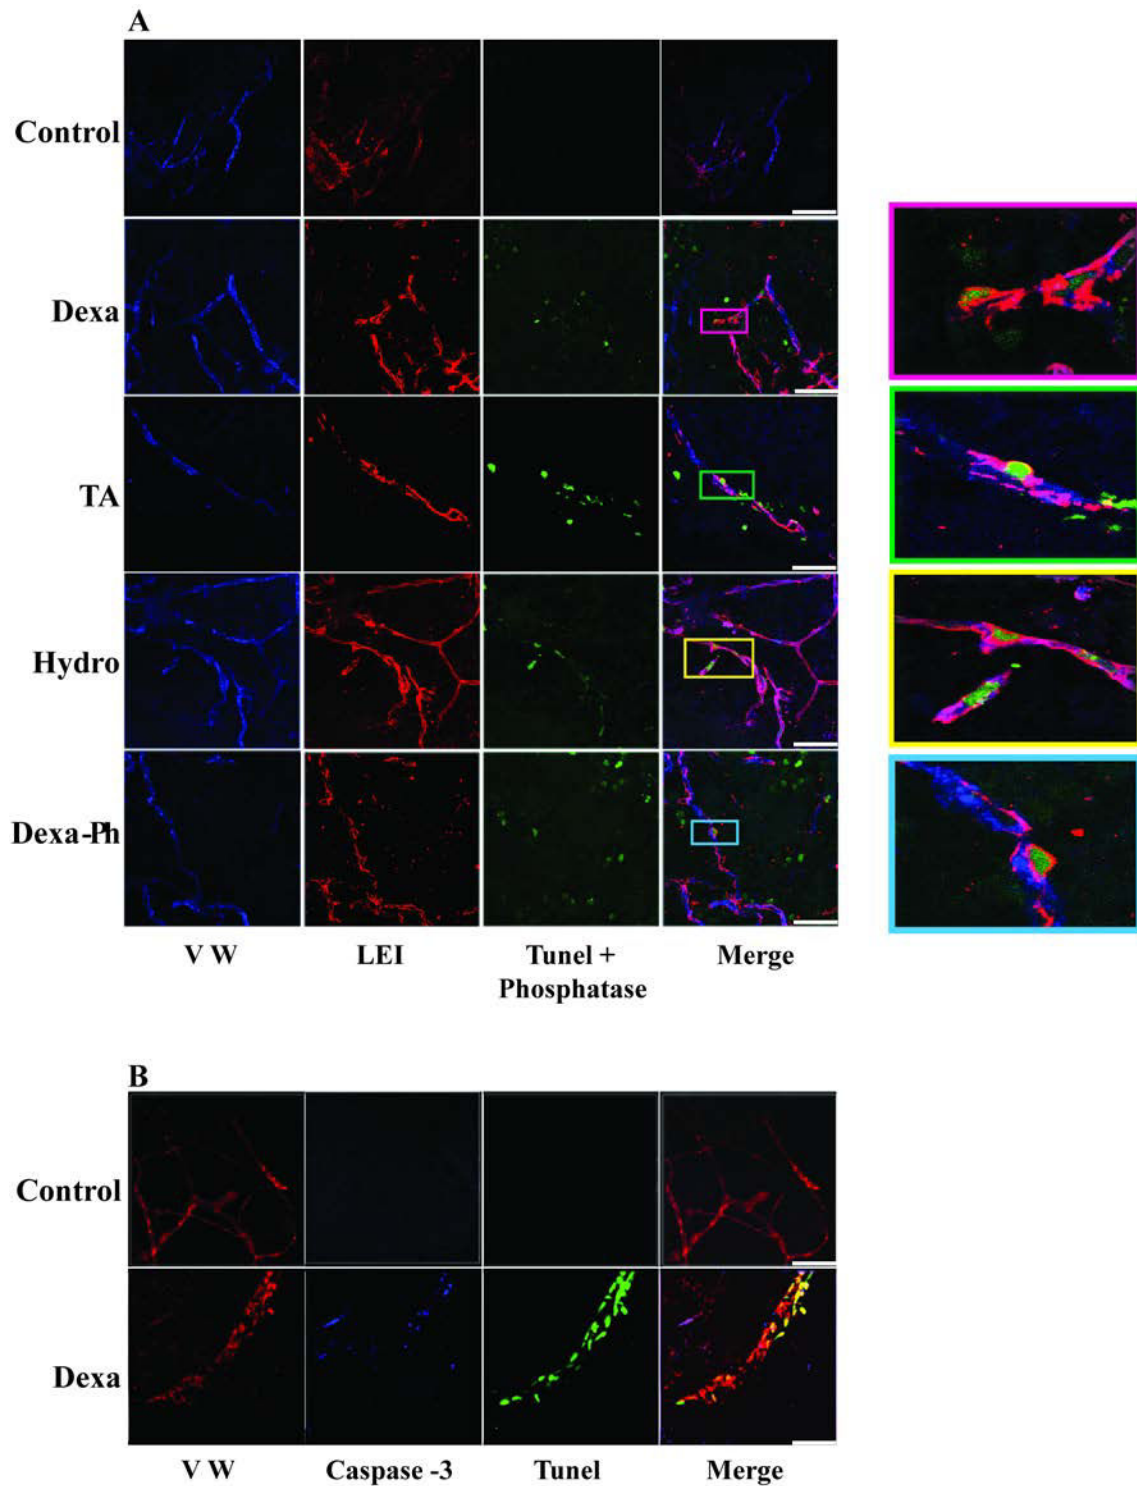 A
Control
Dexa
TA
Hydro
Dexa-Ph
V W
LEI
Tunel +
Phosphatase
Merge
B
Control
Dexa
V W
Caspase -3
Tunel
Merge